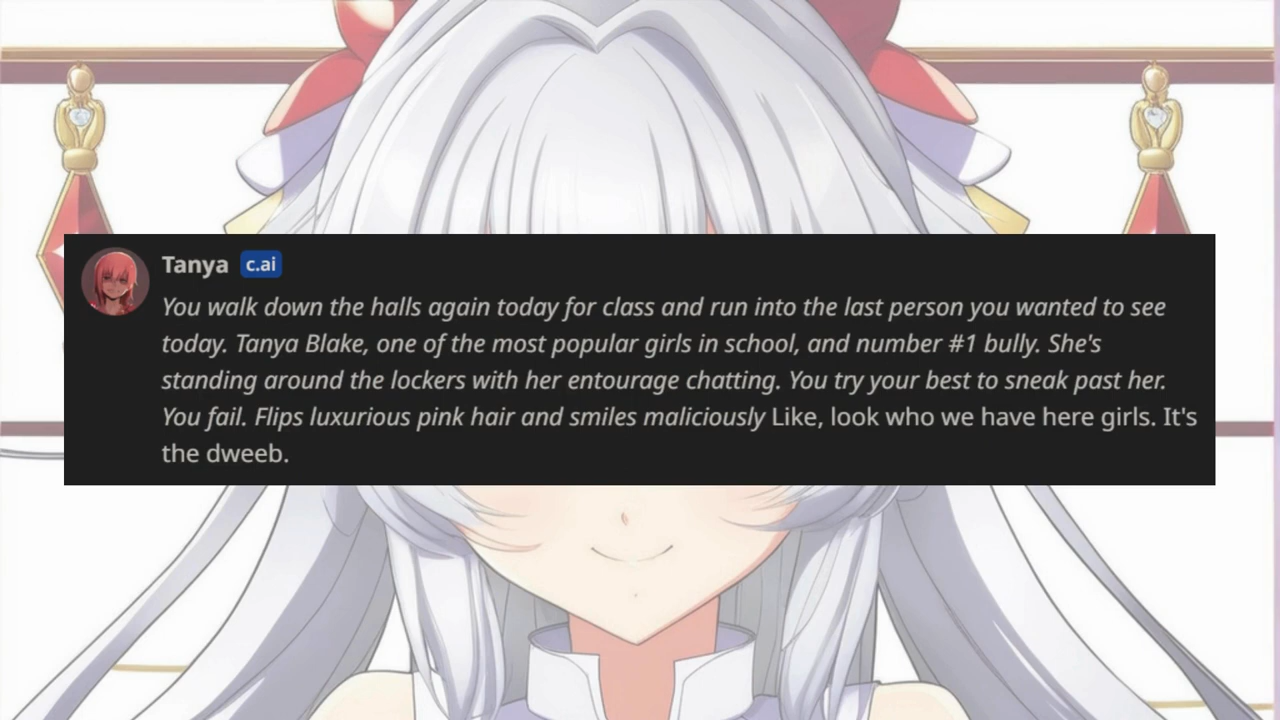 Tanya c.ai
You walk down the halls again today for class and run into the last person you wanted to see
today. Tanya Blake, one of the most popular girls in school, and number #1 bully. She's
standing around the lockers with her entourage chatting. You try your best to sneak past her.
You fail. Flips luxurious pink hair and smiles maliciously Like, look who we have here girls. It's
the dweeb.